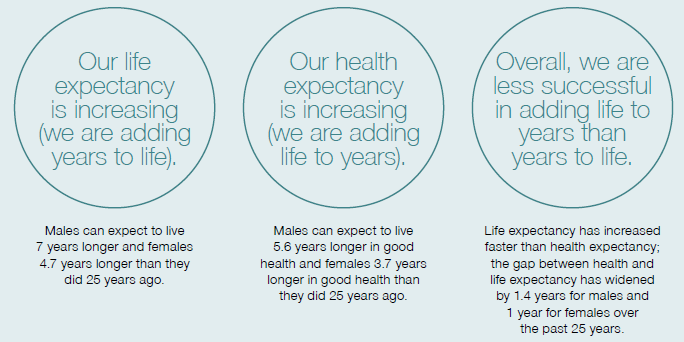 Our life
expectancy
is increasing
(we are adding
years to life).
Males can expect to live
7 years longer and females
4.7 years longer than they
did 25 years ago.
Our health
expectancy
is increasing
(we are adding
life to years).
Males can expect to live
5.6 years longer in good
health and females 3.7 years
longer in good health than
they did 25 years ago.
Overall, we are
less successful
in adding life to
years than
years to life.
Life expectancy has increased
faster than health expectancy;
the gap between health and
life expectancy has widened
by 1.4 years for males and
1 year for females over
the past 25 years.